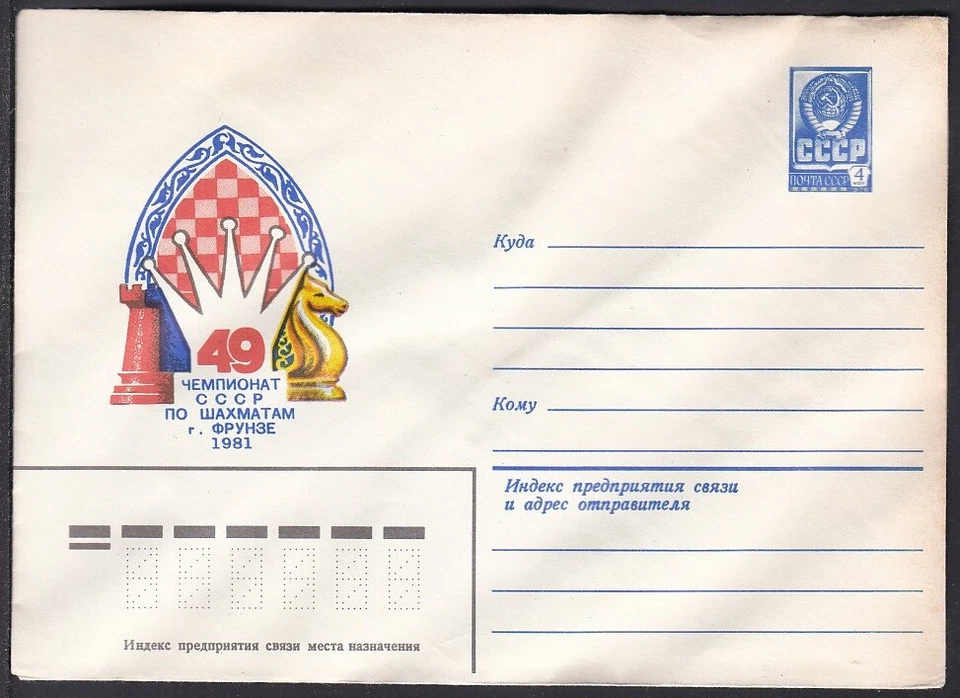 СССР
ПОЧТА СССР
4
коп
49
ЧЕМПИОНАТ
СССР
ПО ШАХМАТАМ
г. ФРУНЗЕ
1981
Куда
Кому
Индекс предприятия связи
и адрес отправителя
Индекс предприятия связи места назначения